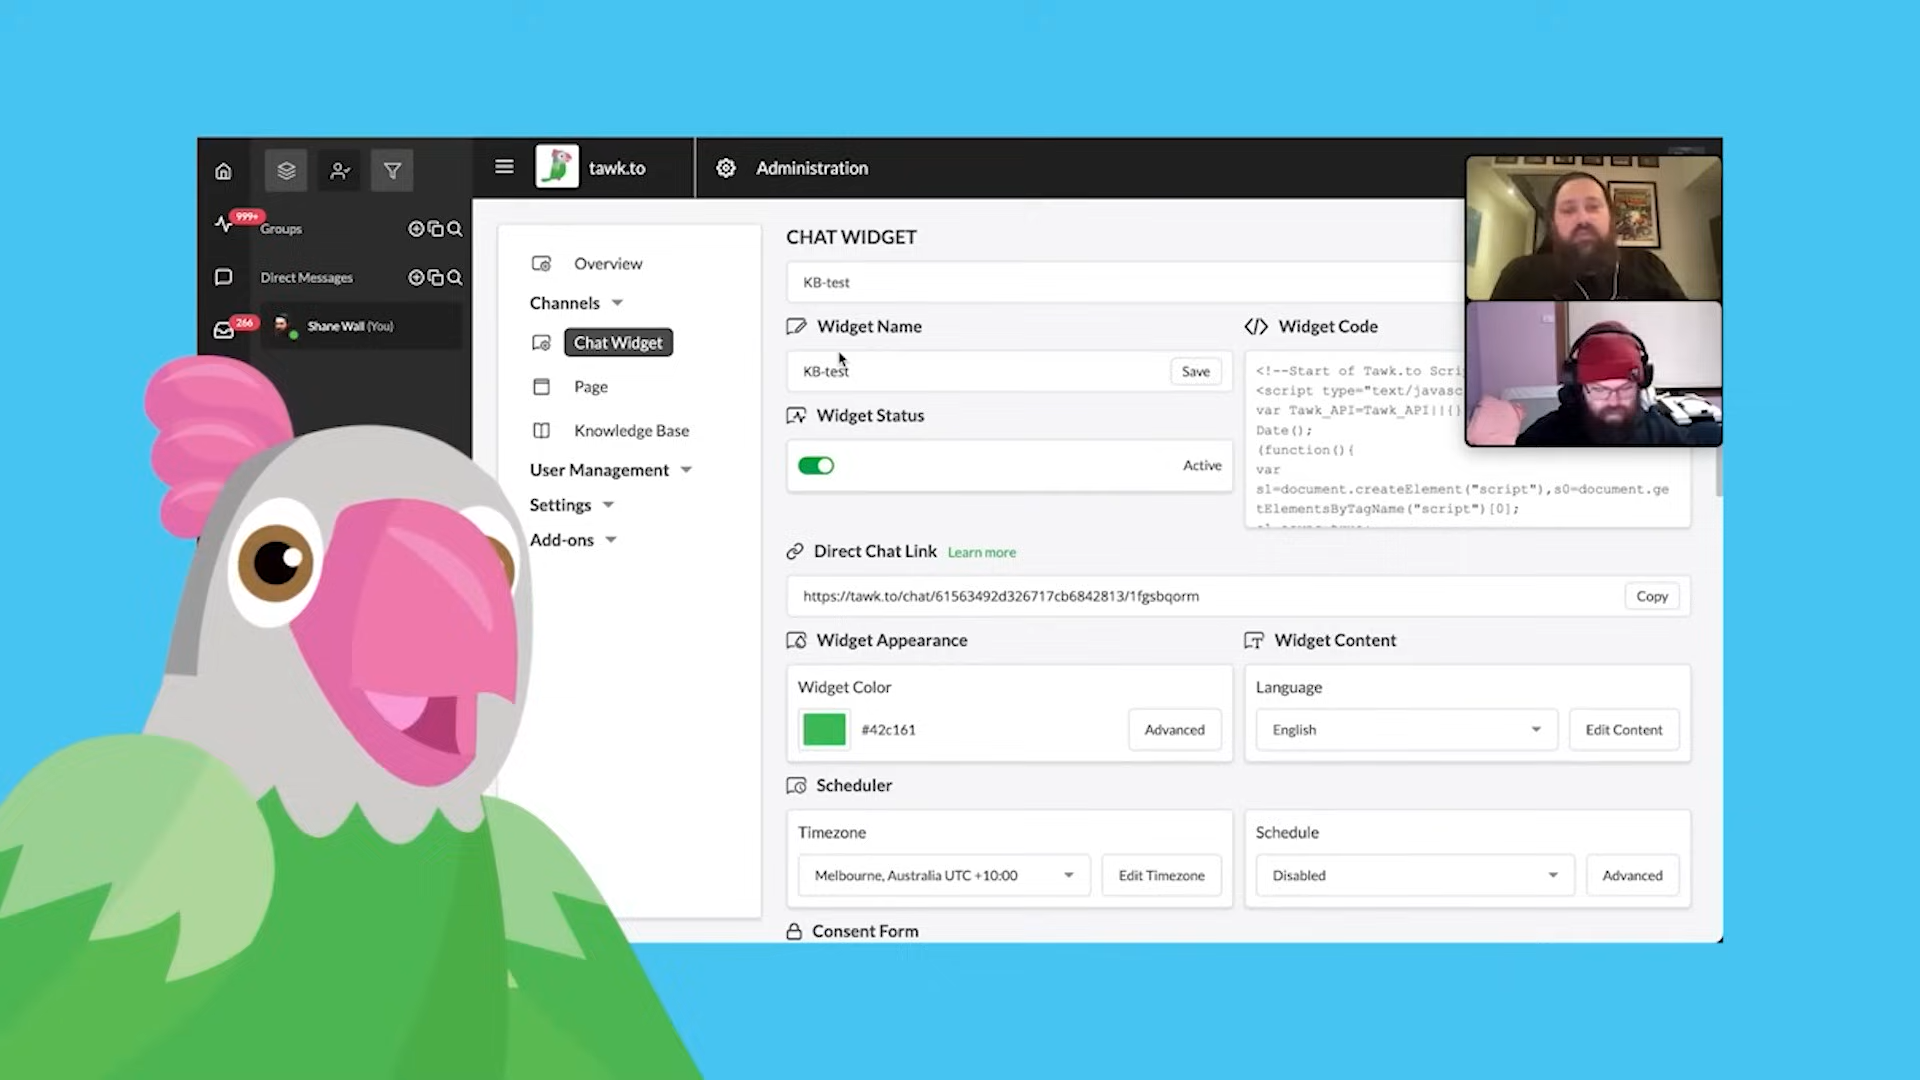 tawk.to
Administration
999+
Groups
Direct Messages
266
Shane Wall (You)
Overview
Channels
Chat Widget
Page
Knowledge Base
User Management
Settings
Add-ons
CHAT WIDGET
KB-test
Widget Name
KB-test
Save
Widget Status
Active
Widget Code
<!--Start of Tawk.to Scri
<script type="text/javasc
var Tawk_API=Tawk_API||{}
Date();
(function(){
var
s1=document.createElement("script"),s0=document.ge
tElementsByTagName("script")[0];
Direct Chat Link Learn more
https://tawk.to/chat/61563492d326717cb6842813/1fgsbqorm
Copy
Widget Appearance
Widget Color
#42c161
Advanced
Widget Content
Language
English
Edit Content
Scheduler
Timezone
Melbourne, Australia UTC +10:00
Edit Timezone
Schedule
Disabled
Advanced
Consent Form